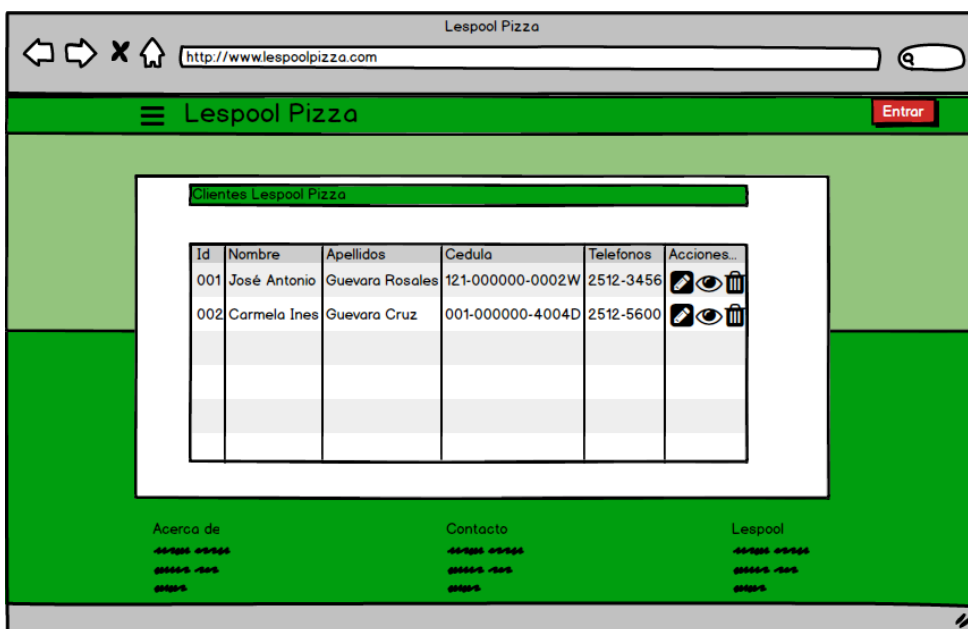 Lespool Pizza
http://www.lespoolpizza.com
Lespool Pizza Entrar
Clientes Lespool Pizza
Id Nombre Apellidos Cedula Telefonos Acciones...
001 José Antonio Guevara Rosales 121-000000-0002W 2512-3456
002 Carmela Ines Guevara Cruz 001-000000-4004D 2512-5600
Acerca de Contacto Lespool